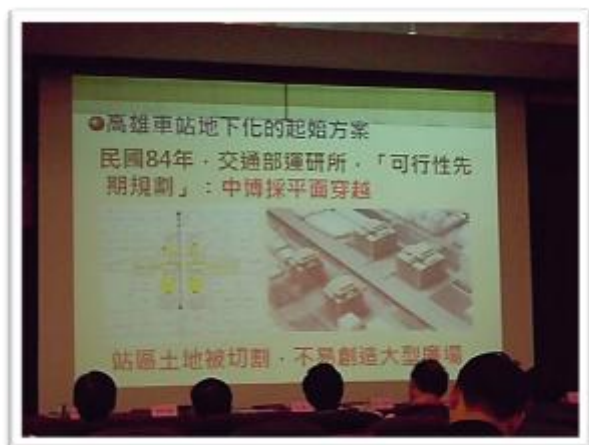 高雄車站地下化的起始方案
民國84年，交通部運研所，「可行性先
期規劃」：中博採平面穿越
站區土地被切割，不易創造大型廣場